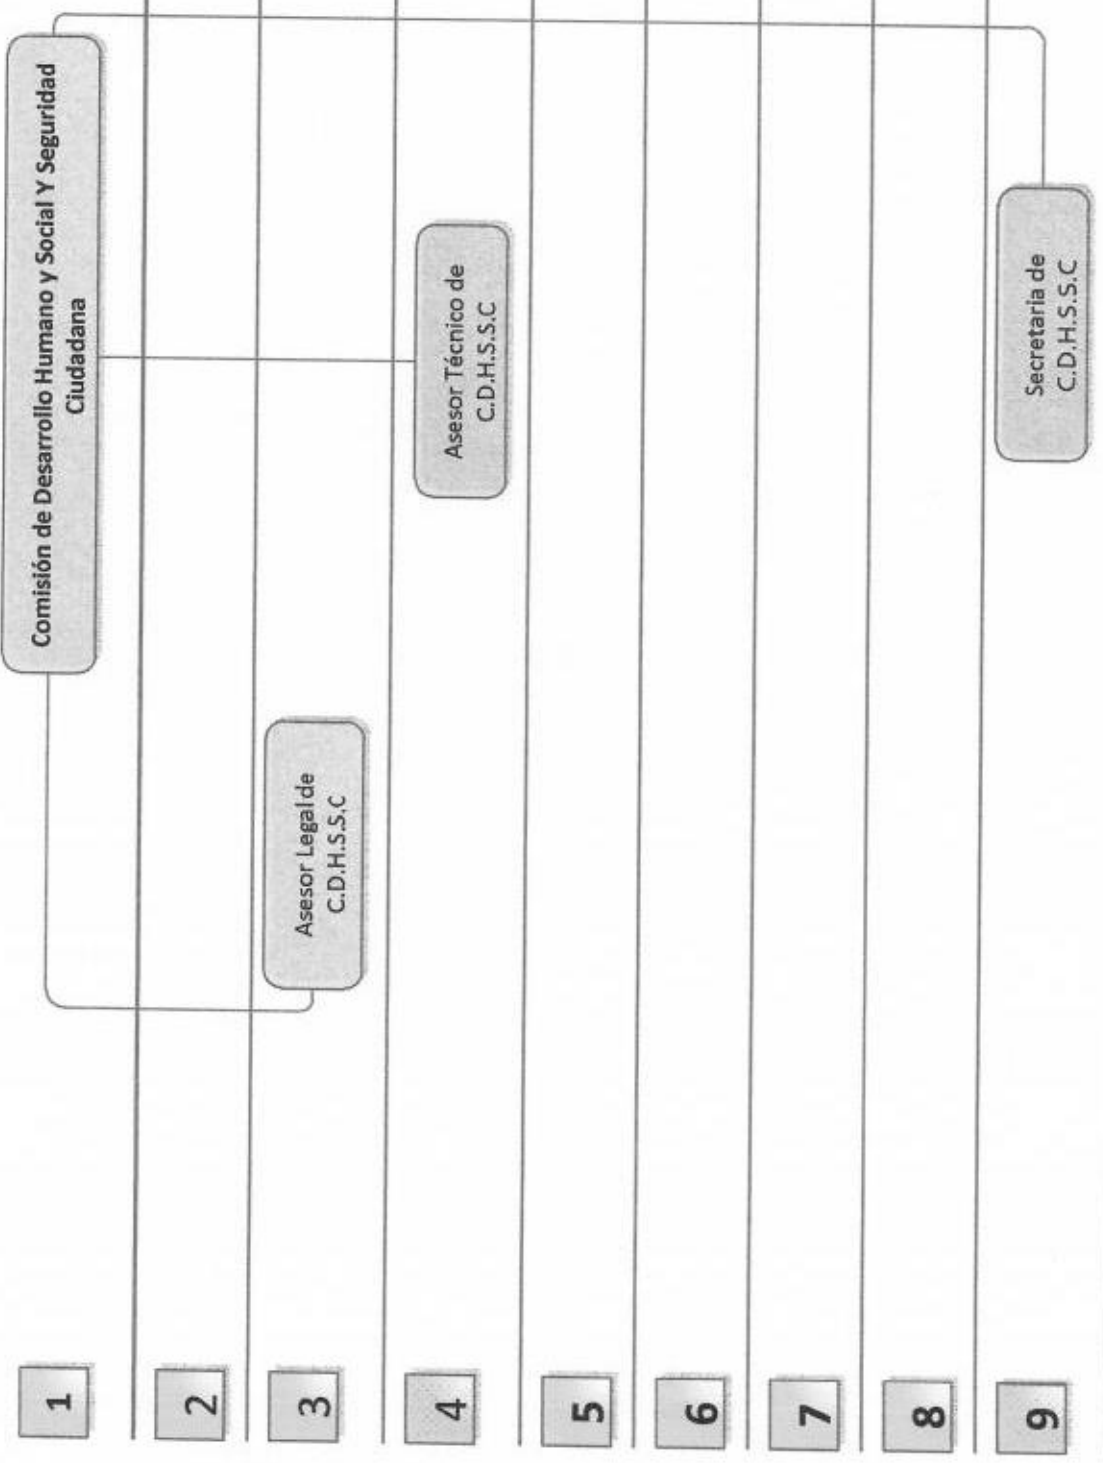 1
Comisión de Desarrollo Humano y Social Y Seguridad
Ciudadana
2
3
Asesor Legal de
C.D.H.S.S.C
4
Asesor Técnico de
C.D.H.S.S.C
5
6
7
8
9
Secretaria de
C.D.H.S.S.C